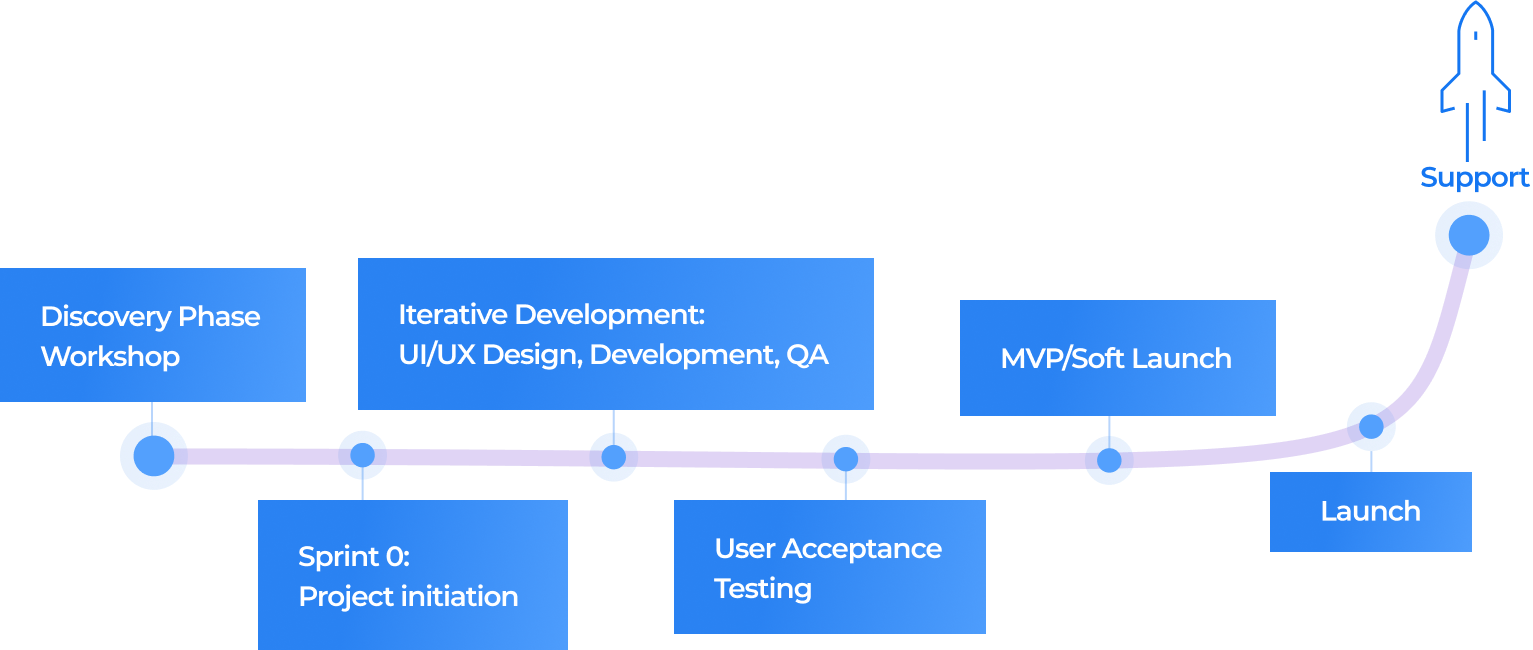 Discovery Phase
Workshop
Sprint 0:
Project initiation
Iterative Development:
UI/UX Design, Development, QA
User Acceptance
Testing
MVP/Soft Launch
Launch
Support